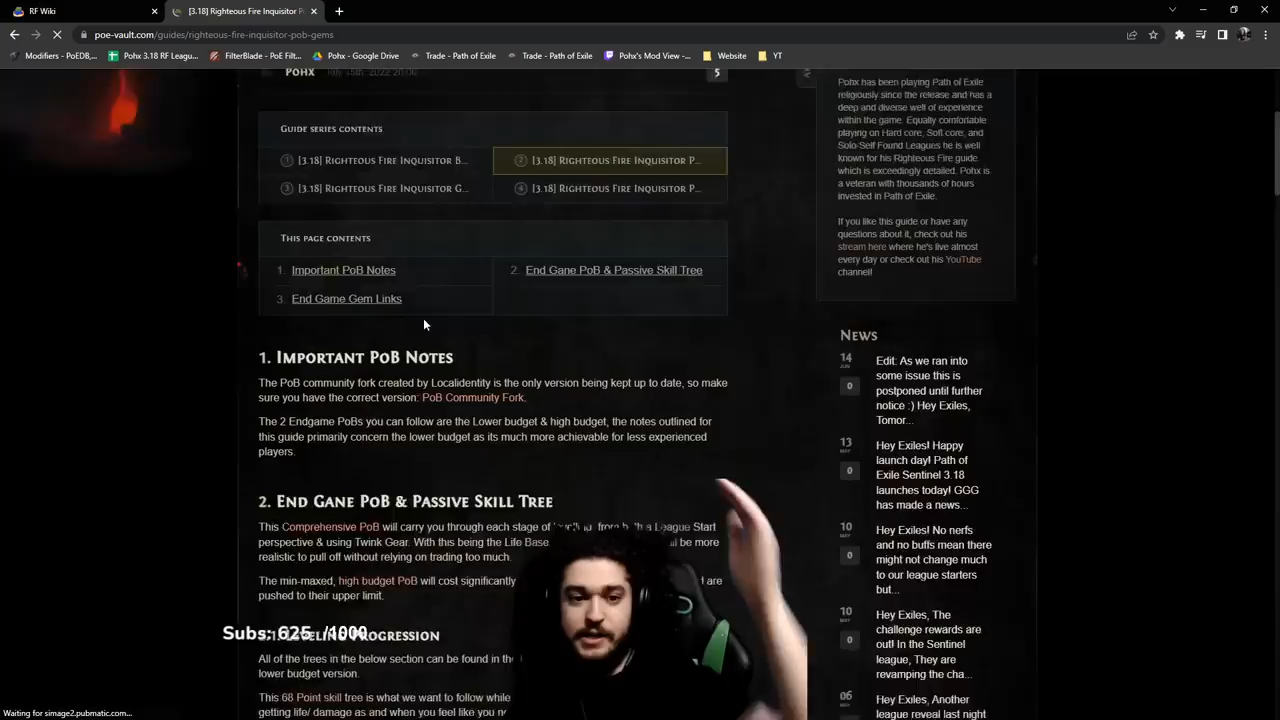 RF Wiki
[3.18] Righteous Fire Inquisitor P
poe-vault.com/guides/righteous-fire-inquisitor-pob-gems
Modifiers - PoEDB,...
Pohx 3.18 RF Leagu...
FilterBlade - PoE Filt...
Pohx - Google Drive
Trade - Path of Exile
Trade - Path of Exile
Pohx's Mod View -...
Website
YT
Pohx
5
Guide series contents
1 [3.18] Righteous Fire Inquisitor B...
2 [3.18] Righteous Fire Inquisitor P...
3 [3.18] Righteous Fire Inquisitor G...
4 [3.18] Righteous Fire Inquisitor P...
This page contents
1. Important PoB Notes
2. End Gane PoB & Passive Skill Tree
3. End Game Gem Links
1. Important PoB Notes
The PoB community fork created by Localidentity is the only version being kept up to date, so make
sure you have the correct version: PoB Community Fork.
The 2 Endgame PoBs you can follow are the Lower budget & high budget, the notes outlined for
this guide primarily concern the lower budget as its much more achievable for less experienced
players.
2. End Gane PoB & Passive Skill Tree
This Comprehensive PoB will carry you through each stage of from a League Start
perspective & using Twink Gear. With this being the Life Base be more
realistic to pull off without relying on trading too much.
The min-maxed, high budget PoB will cost significantly are
pushed to their upper limit.
Leveling Progression
Subs: 625 /1000
All of the trees in the below section can be found in the
lower budget version.
This 68 Point skill tree is what we want to follow while
getting life/ damage as and when you feel like you
Pohx has been playing Path of Exile
religiously since the release and has a
deep and diverse well of experience
within the game. Equally comfortable
playing on Hard core, Soft core, and
Solo-Self Found Leagues he is well
known for his Righteous Fire guide
which is exceedingly detailed. Pohx is
a veteran with thousands of hours
invested in Path of Exile.
If you like this guide or have any
questions about it, check out his
stream here where he's live almost
every day or check out his YouTube
channel!
News
14
JUN
0
Edit: As we ran into
some issue this is
postponed until further
notice :) Hey Exiles,
Tomor...
13
MAY
0
Hey Exiles! Happy
launch day! Path of
Exile Sentinel 3.18
launches today! GGG
has made a news...
10
MAY
0
Hey Exiles! No nerfs
and no buffs mean there
might not change much
to our league starters
but...
10
MAY
0
Hey Exiles, The
challenge rewards are
out! In the Sentinel
league, They are
revamping the cha...
06
MAY
Hey Exiles, Another
league reveal last night
Waiting for simage2.pubmatic.com...